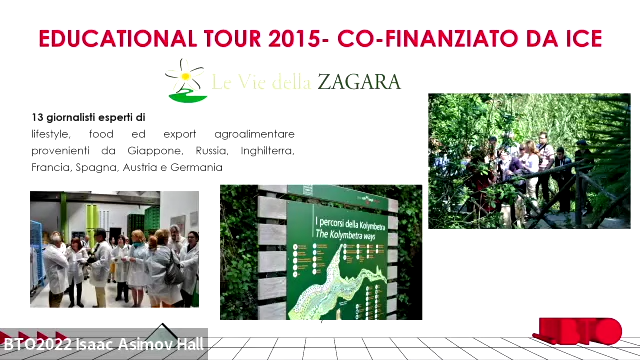 EDUCATIONAL TOUR 2015- CO-FINANZIATO DA ICE
Le Vie della ZAGARA
13 giornalisti esperti di
lifestyle, food ed export agroalimentare
provenienti da Giappone, Russia, Inghilterra,
Francia, Spagna, Austria e Germania
I percorsi della Kolymbetra
The Kolymbetra ways
BTO2022 Isaac Asimov Hall
BTO